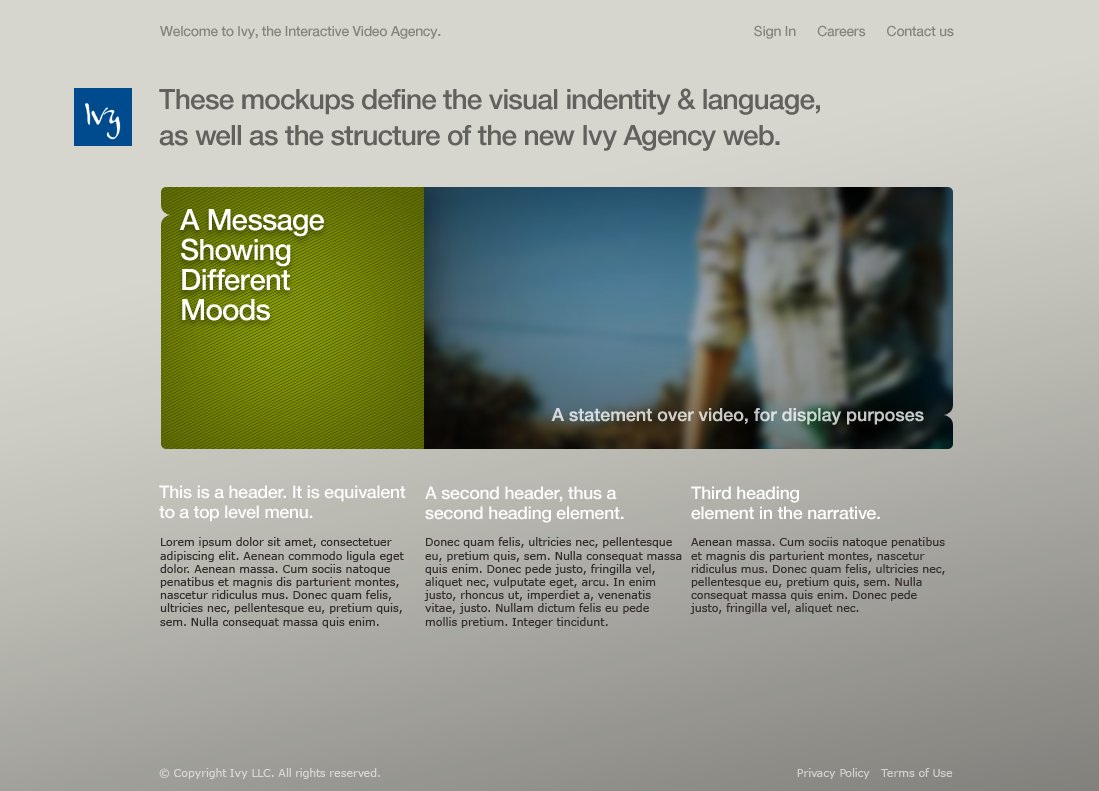 Welcome to Ivy, the Interactive Video Agency.
Sign In Careers Contact us
Ivy
These mockups define the visual indentity & language,
as well as the structure of the new Ivy Agency web.
A Message
Showing
Different
Moods
A statement over video, for display purposes
This is a header. It is equivalent
to a top level menu.
Lorem ipsum dolor sit amet, consectetuer
adipiscing elit. Aenean commodo ligula eget
dolor. Aenean massa. Cum sociis natoque
penatibus et magnis dis parturient montes,
nascetur ridiculus mus. Donec quam felis,
ultricies nec, pellentesque eu, pretium quis,
sem. Nulla consequat massa quis enim.
A second header, thus a
second heading element.
Donec quam felis, ultricies nec, pellentesque
eu, pretium quis, sem. Nulla consequat massa
quis enim. Donec pede justo, fringilla vel,
aliquet nec, vulputate eget, arcu. In enim
justo, rhoncus ut, imperdiet a, venenatis
vitae, justo. Nullam dictum felis eu pede
mollis pretium. Integer tincidunt.
Third heading
element in the narrative.
Aenean massa. Cum sociis natoque penatibus
et magnis dis parturient montes, nascetur
ridiculus mus. Donec quam felis, ultricies nec,
pellentesque eu, pretium quis, sem. Nulla
consequat massa quis enim. Donec pede
justo, fringilla vel, aliquet nec.
© Copyright Ivy LLC. All rights reserved.
Privacy Policy Terms of Use